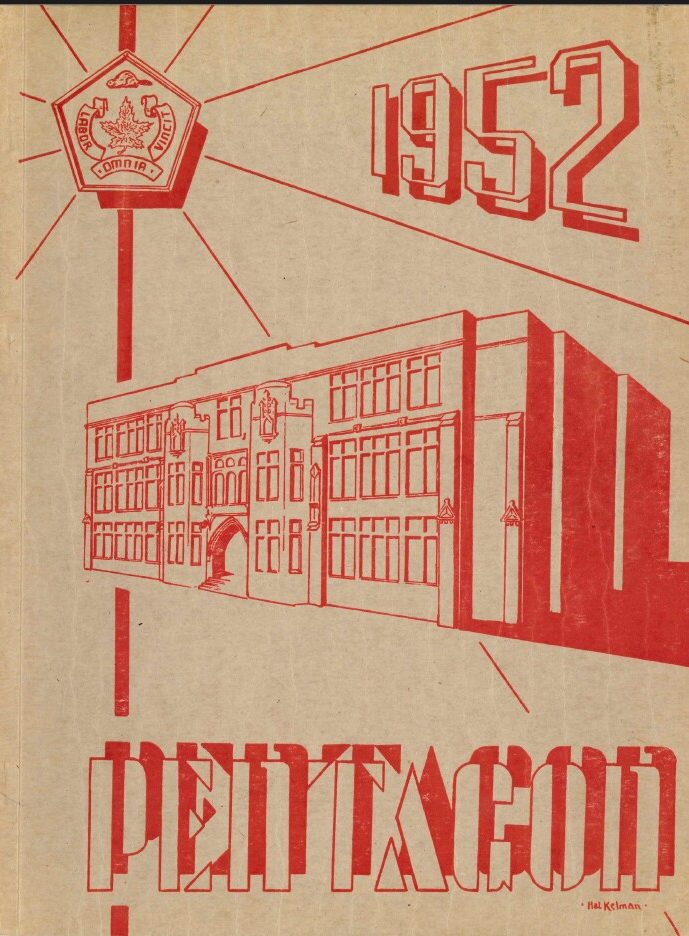 LABOR
OMNIA
VINCIT
1952
PENTAGON
·Hal Kelman·